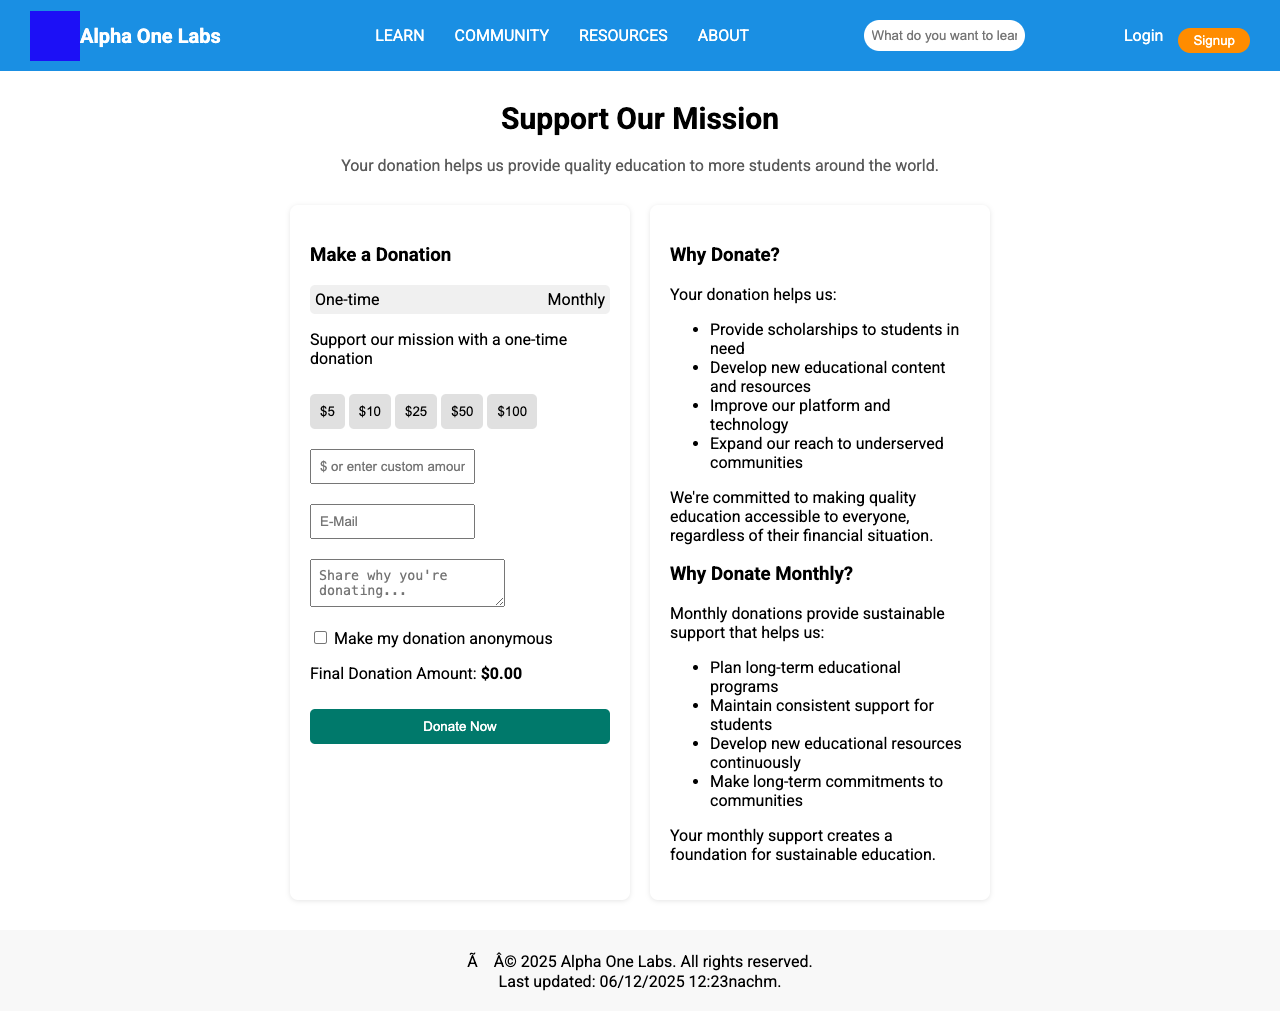 Alpha One Labs
LEARN COMMUNITY RESOURCES ABOUT
What do you want to lear
Login Signup
Support Our Mission
Your donation helps us provide quality education to more students around the world.
Make a Donation
One-time Monthly
Support our mission with a one-time
donation
$5 $10 $25 $50 $100
$ or enter custom amour
E-Mail
Share why you're
donating...
Make my donation anonymous
Final Donation Amount: $0.00
Donate Now
Why Donate?
Your donation helps us:
• Provide scholarships to students in
need
• Develop new educational content
and resources
• Improve our platform and
technology
• Expand our reach to underserved
communities
We're committed to making quality
education accessible to everyone,
regardless of their financial situation.
Why Donate Monthly?
Monthly donations provide sustainable
support that helps us:
• Plan long-term educational
programs
• Maintain consistent support for
students
• Develop new educational resources
continuously
• Make long-term commitments to
communities
Your monthly support creates a
foundation for sustainable education.
Ã Â© 2025 Alpha One Labs. All rights reserved.
Last updated: 06/12/2025 12:23nachm.